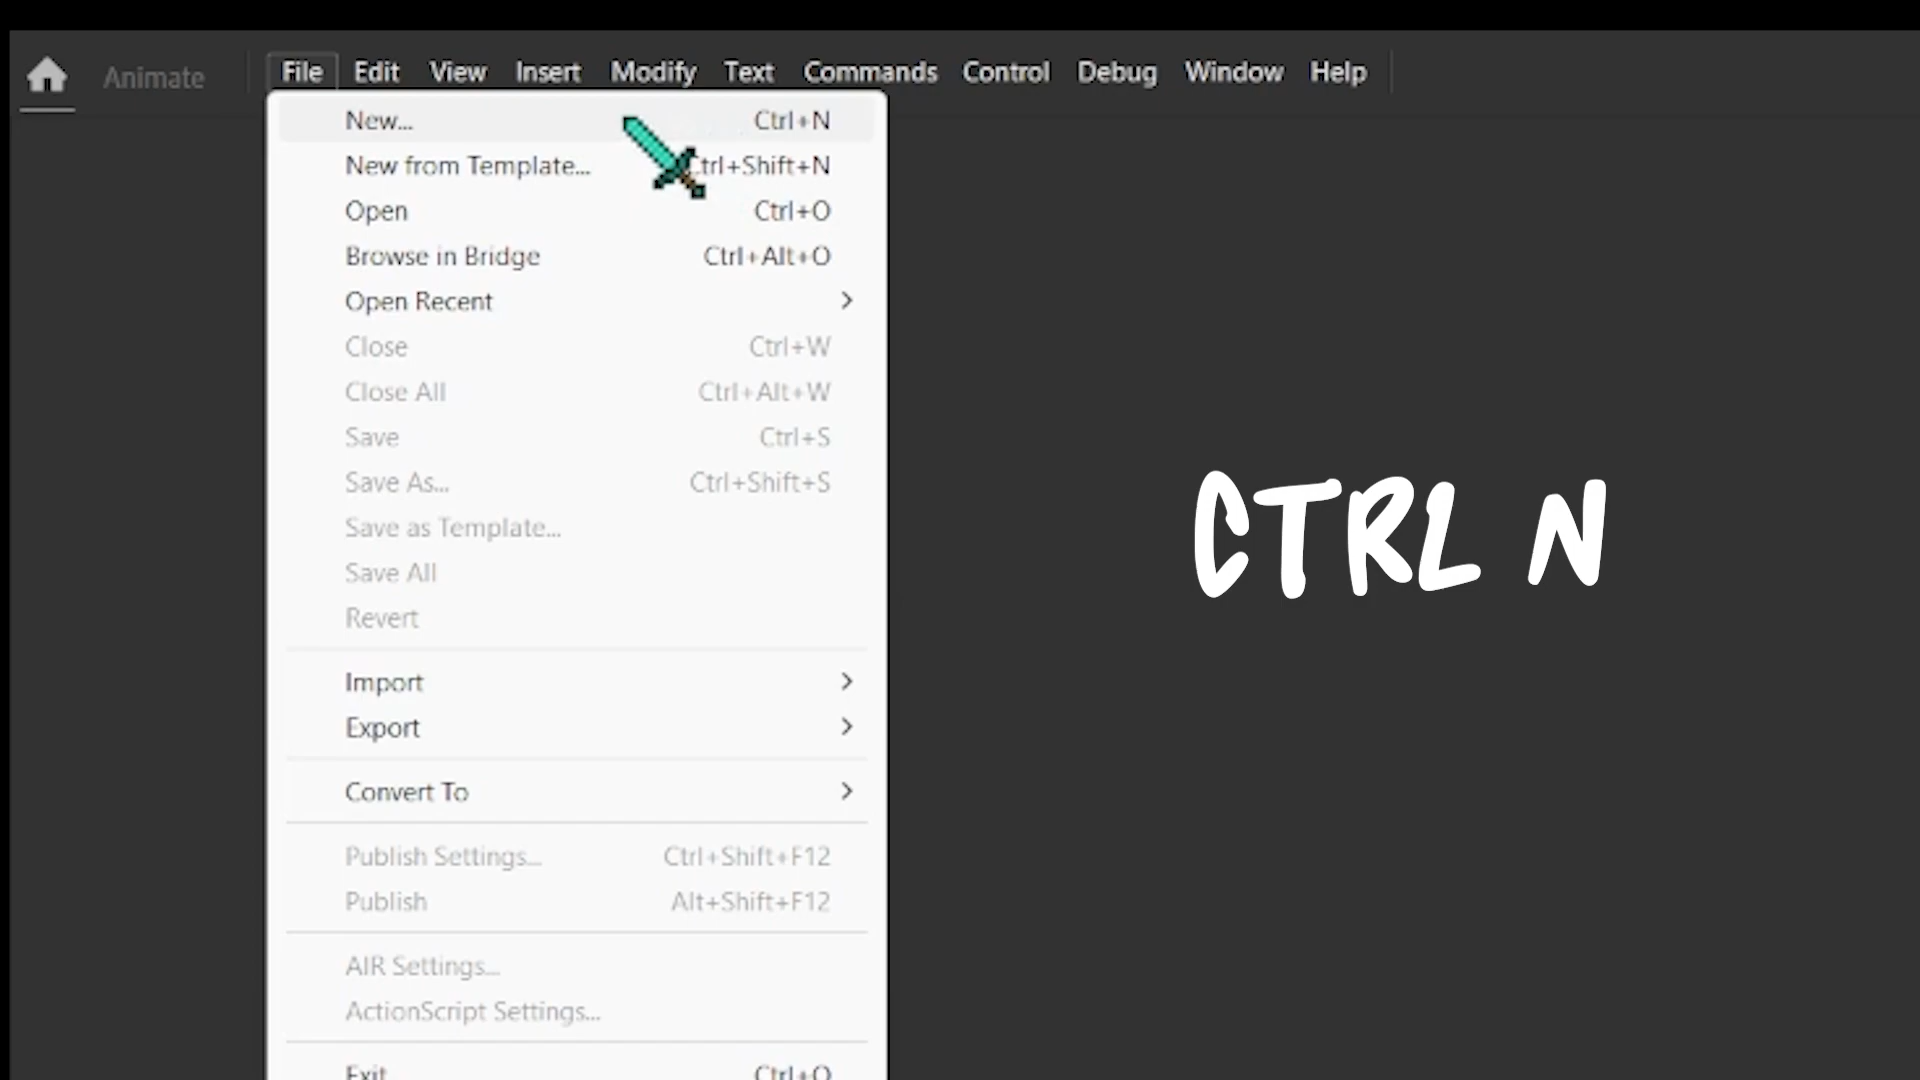 Animate File Edit View Insert Modify Text Commands Control Debug Window Help
New... Ctrl+N
New from Template... Ctrl+Shift+N
Open Ctrl+O
Browse in Bridge Ctrl+Alt+O
Open Recent
Close Ctrl+W
Close All Ctrl+Alt+W
Save Ctrl+S
Save As... Ctrl+Shift+S
CTRL N
Save as Template...
Save All
Revert
Import
Export
Convert To
Publish Settings... Ctrl+Shift+F12
Publish Alt+Shift+F12
AIR Settings...
ActionScript Settings...
Exit Ctrl+Q